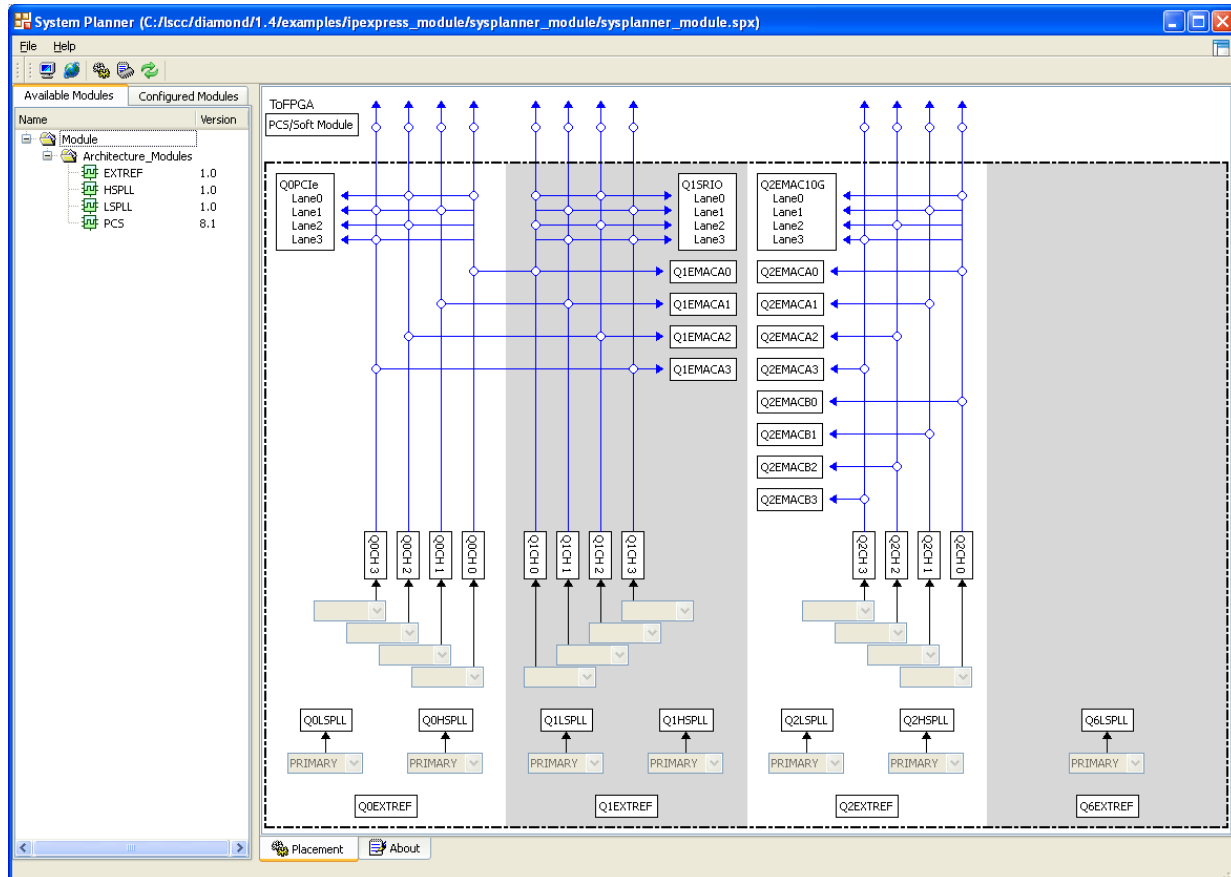 System Planner (C:/lscc/diamond/1.4/examples/ipexpress_module/sysplanner_module/sysplanner_module.spx)
File Help
Available Modules Configured Modules
Name Version
Module
Architecture_Modules
EXTREF 1.0
HSPLL 1.0
LSPLL 1.0
PCS 8.1
ToFPGA
PCS/Soft Module
Q0PCIe
Lane0
Lane1
Lane2
Lane3
Q1SRIO
Lane0
Lane1
Lane2
Lane3
Q2EMAC10G
Lane0
Lane1
Lane2
Lane3
Q1EMACA0 Q2EMACA0
Q1EMACA1 Q2EMACA1
Q1EMACA2 Q2EMACA2
Q1EMACA3 Q2EMACA3
Q2EMACB0
Q2EMACB1
Q2EMACB2
Q2EMACB3
Q0CH 3 Q0CH 2 Q0CH 1 Q0CH 0 Q1CH 0 Q1CH 1 Q1CH 2 Q1CH 3 Q2CH 3 Q2CH 2 Q2CH 1 Q2CH 0
Q0LSPLL Q0HSPLL Q1LSPLL Q1HSPLL Q2LSPLL Q2HSPLL Q6LSPLL
PRIMARY PRIMARY PRIMARY PRIMARY PRIMARY PRIMARY PRIMARY
Q0EXTREF Q1EXTREF Q2EXTREF Q6EXTREF
Placement About